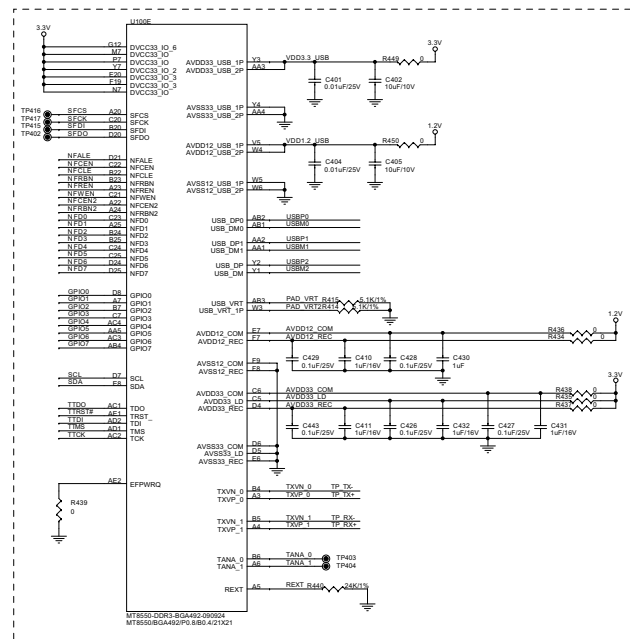 U100E
3.3V
G12 DVCC33_IO_6
M7 DVCC33_IO
P7 DVCC33_IO
Y7 DVCC33_IO_2
E20 DVCC33_IO_3
F19 DVCC33_IO_3
N7 DVCC33_IO
TP416 SFCS A20 SFCS
TP417 SFCK C20 SFCK
TP415 SFDI B20 SFDI
TP402 SFDO D20 SFDO
NFALE D21 NFALE
NFCEN C22 NFCEN
NFCLE B22 NFCLE
NFRBN B23 NFRBN
NFREN A23 NFREN
NFWEN C21 NFWEN
NFCEN2 A22 NFCEN2
NFRBN2 A24 NFRBN2
NFD0 C23 NFD0
NFD1 A25 NFD1
NFD2 B24 NFD2
NFD3 B25 NFD3
NFD4 C24 NFD4
NFD5 C25 NFD5
NFD6 D24 NFD6
NFD7 D25 NFD7
GPIO0 D8 GPIO0
GPIO1 A7 GPIO1
GPIO2 B7 GPIO2
GPIO3 C7 GPIO3
GPIO4 AC4 GPIO4
GPIO5 AA5 GPIO5
GPIO6 AC3 GPIO6
GPIO7 AB4 GPIO7
SCL D7 SCL
SDA E8 SDA
TTDO AC1 TDO
TTRST# AE1 TRST_
TTDI AD2 TDI
TTMS AD1 TMS
TTCK AC2 TCK
AE2 EFPWRQ
R439
0
AVDD33_USB_1P Y3 VDD3.3_USB R449 0 3.3V
AVDD33_USB_2P AA3
C401
0.01uF/25V
C402
10uF/10V
AVSS33_USB_1P Y4
AVSS33_USB_2P AA4
AVDD12_USB_1P V5 VDD1.2_USB R450 0 1.2V
AVDD12_USB_2P W4
C404
0.01uF/25V
C405
10uF/10V
AVSS12_USB_1P W5
AVSS12_USB_2P W6
USB_DP0 AB2 USBP0
USB_DM0 AB1 USBM0
USB_DP1 AA2 USBP1
USB_DM1 AA1 USBM1
USB_DP Y2 USBP2
USB_DM Y1 USBM2
USB_VRT AB3 PAD_VRT R415 5.1K/1%
USB_VRT_1P W3 PAD_VRT2 R414 5.1K/1%
1.2V
AVDD12_COM E7 AVDD12_COM R436 0
AVDD12_REC F7 AVDD12_REC R434 0
C429
0.1uF/25V
C410
1uF/16V
C428
0.1uF/25V
C430
1uF
AVSS12_COM F9
AVSS12_REC F8
3.3V
AVDD33_COM C6 AVDD33_COM R438 0
AVDD33_LD C5 AVDD33_LD R435 0
AVDD33_REC D4 AVDD33_REC R437 0
C443
0.1uF/25V
C411
1uF/16V
C426
0.1uF/25V
C432
1uF/16V
C427
0.1uF/25V
C431
1uF/16V
AVSS33_COM D6
AVSS33_LD D5
AVSS33_REC E6
TXVN_0 B4 TXVN_0 TP_TX-
TXVP_0 A3 TXVP_0 TP_TX+
TXVN_1 B5 TXVN_1 TP_RX-
TXVP_1 A4 TXVP_1 TP_RX+
TANA_0 B6 TANA_0 TP403
TANA_1 A6 TANA_1 TP404
REXT A5 REXT R440 24K/1%
MT8550-DDR3-BGA492-090924
MT8550/BGA492/P0.8/B0.4/21X21